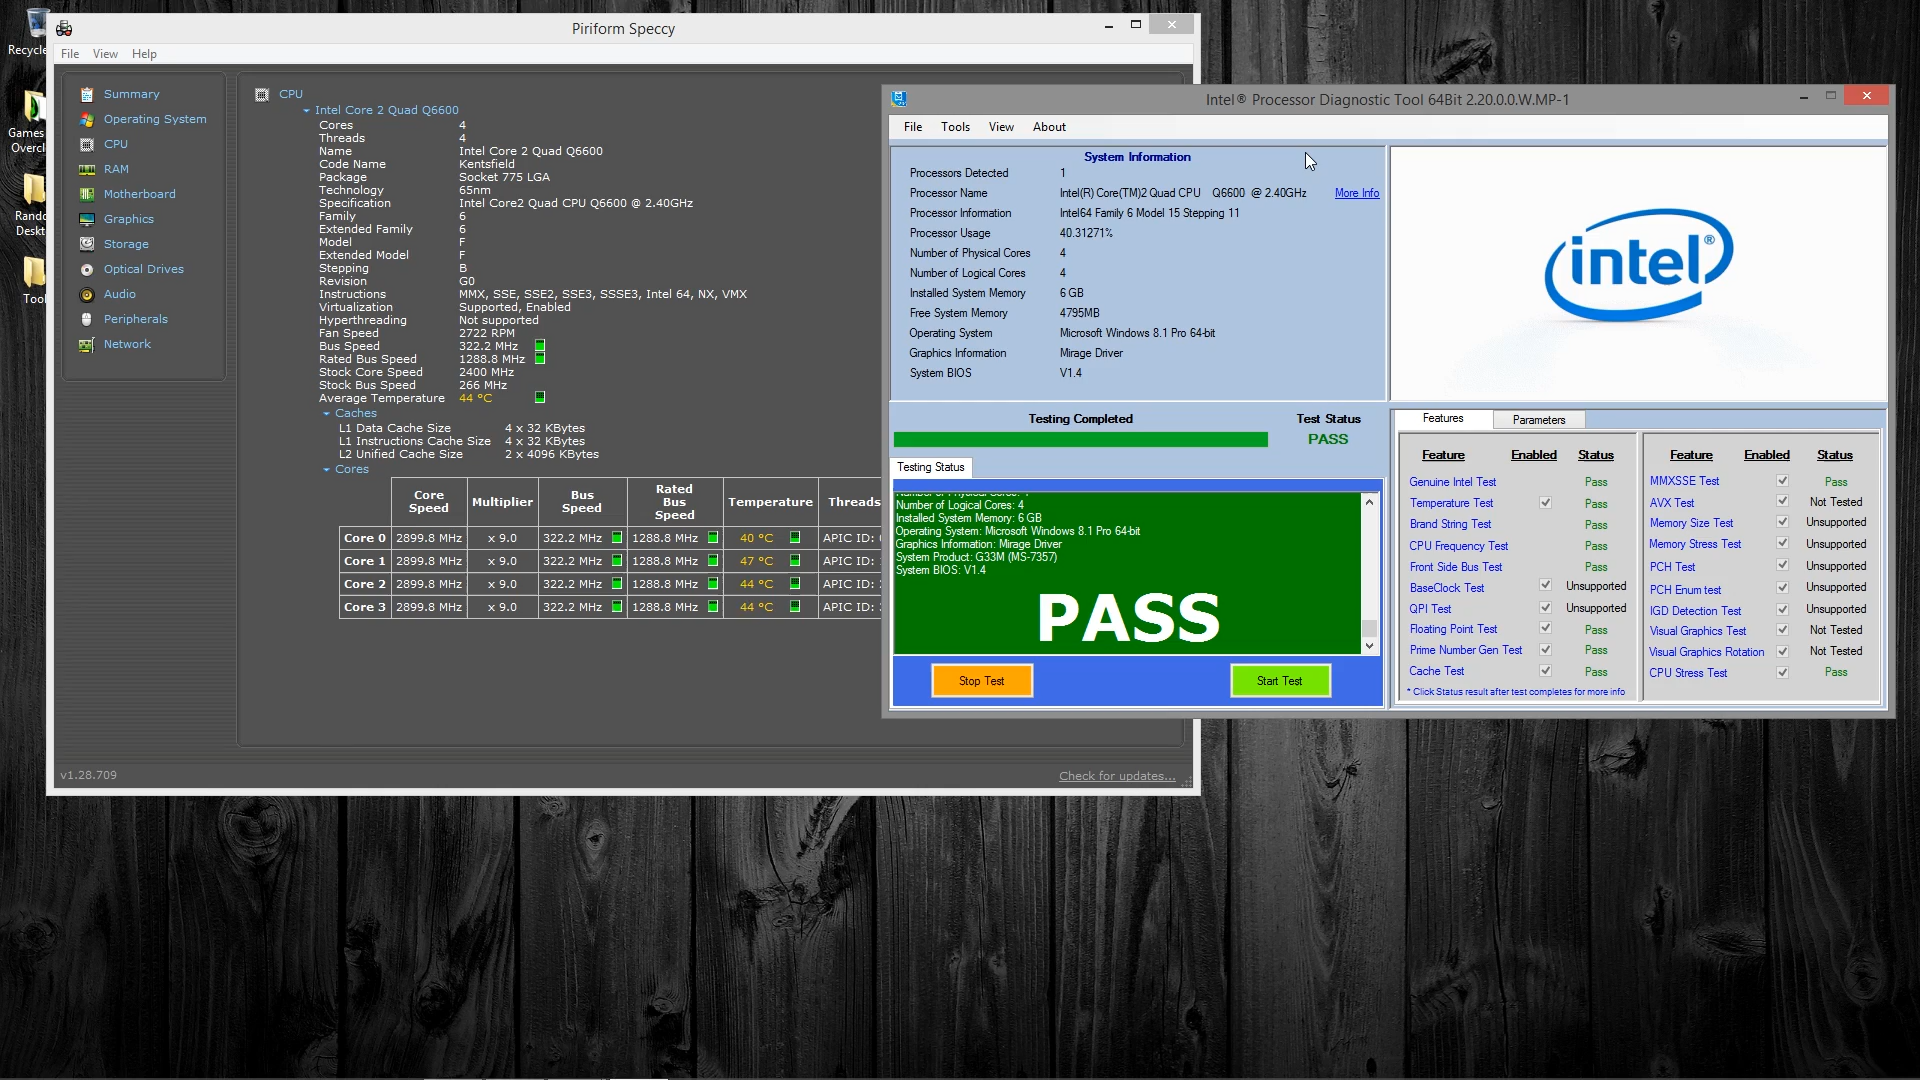 Recycle
Games
Overcl
Rando
Deskt
Tool
Piriform Speccy
File View Help
Summary
Operating System
CPU
RAM
Motherboard
Graphics
Storage
Optical Drives
Audio
Peripherals
Network
CPU
Intel Core 2 Quad Q6600
Cores 4
Threads 4
Name Intel Core 2 Quad Q6600
Code Name Kentsfield
Package Socket 775 LGA
Technology 65nm
Specification Intel Core2 Quad CPU Q6600 @ 2.40GHz
Family 6
Extended Family 6
Model F
Extended Model F
Stepping B
Revision G0
Instructions MMX, SSE, SSE2, SSE3, SSSE3, Intel 64, NX, VMX
Virtualization Supported, Enabled
Hyperthreading Not supported
Fan Speed 2722 RPM
Bus Speed 322.2 MHz
Rated Bus Speed 1288.8 MHz
Stock Core Speed 2400 MHz
Stock Bus Speed 266 MHz
Average Temperature 44 °C
Caches
L1 Data Cache Size 4 x 32 KBytes
L1 Instructions Cache Size 4 x 32 KBytes
L2 Unified Cache Size 2 x 4096 KBytes
Cores
Core Speed Multiplier Bus Speed Rated Bus Speed Temperature Threads
Core 0 2899.8 MHz x 9.0 322.2 MHz 1288.8 MHz 40 °C APIC ID:
Core 1 2899.8 MHz x 9.0 322.2 MHz 1288.8 MHz 47 °C APIC ID:
Core 2 2899.8 MHz x 9.0 322.2 MHz 1288.8 MHz 44 °C APIC ID:
Core 3 2899.8 MHz x 9.0 322.2 MHz 1288.8 MHz 44 °C APIC ID:
v1.28.709
Check for updates...
Intel® Processor Diagnostic Tool 64Bit 2.20.0.0.W.MP-1
File Tools View About
System Information
Processors Detected 1
Processor Name Intel(R) Core(TM)2 Quad CPU Q6600 @ 2.40GHz More Info
Processor Information Intel64 Family 6 Model 15 Stepping 11
Processor Usage 40.31271%
Number of Physical Cores 4
Number of Logical Cores 4
Installed System Memory 6 GB
Free System Memory 4795MB
Operating System Microsoft Windows 8.1 Pro 64-bit
Graphics Information Mirage Driver
System BIOS V1.4
intel®
Testing Completed
Test Status
PASS
Testing Status
Number of Physical Cores: 4
Number of Logical Cores: 4
Installed System Memory: 6 GB
Operating System: Microsoft Windows 8.1 Pro 64-bit
Graphics Information: Mirage Driver
System Product: G33M (MS-7357)
System BIOS: V1.4
PASS
Stop Test
Start Test
Features Parameters
Feature Enabled Status
Genuine Intel Test Pass
Temperature Test Pass
Brand String Test Pass
CPU Frequency Test Pass
Front Side Bus Test Pass
BaseClock Test Unsupported
QPI Test Unsupported
Floating Point Test Pass
Prime Number Gen Test Pass
Cache Test Pass
* Click Status result after test completes for more info
Feature Enabled Status
MMXSSE Test Pass
AVX Test Not Tested
Memory Size Test Unsupported
Memory Stress Test Unsupported
PCH Test Unsupported
PCH Enum test Unsupported
IGD Detection Test Unsupported
Visual Graphics Test Not Tested
Visual Graphics Rotation Not Tested
CPU Stress Test Pass